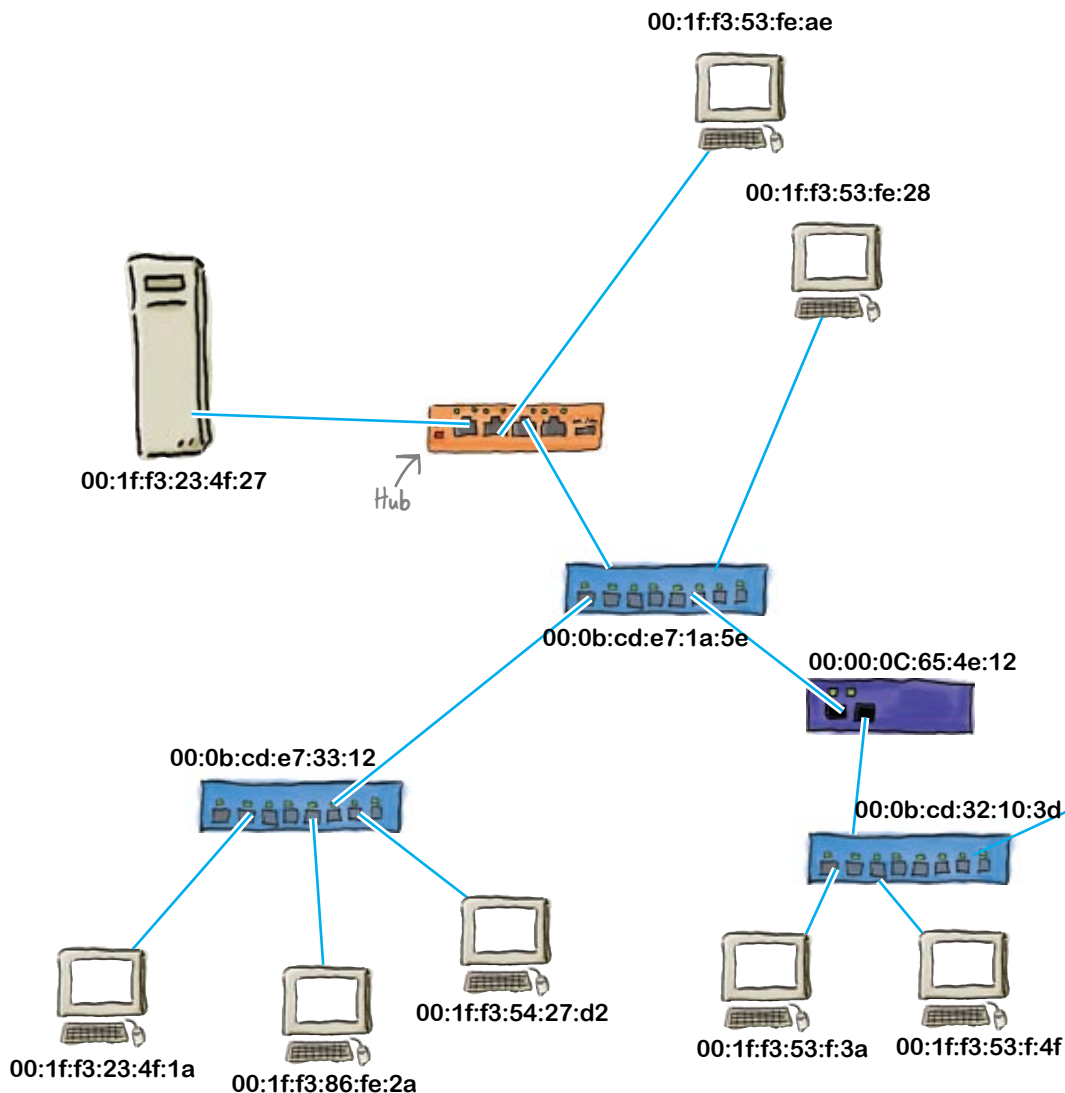 00:1f:f3:53:fe:ae
00:1f:f3:53:fe:28
00:1f:f3:23:4f:27
Hub
00:0b:cd:e7:1a:5e
00:00:0C:65:4e:12
00:0b:cd:e7:33:12
00:0b:cd:32:10:3d
00:1f:f3:54:27:d2
00:1f:f3:53:f:3a
00:1f:f3:53:f:4f
00:1f:f3:23:4f:1a
00:1f:f3:86:fe:2a